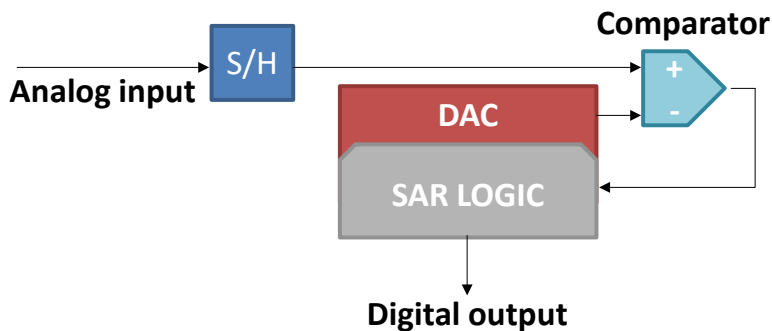 Comparator
S/H
+
Analog input
DAC
-
SAR LOGIC
Digital output